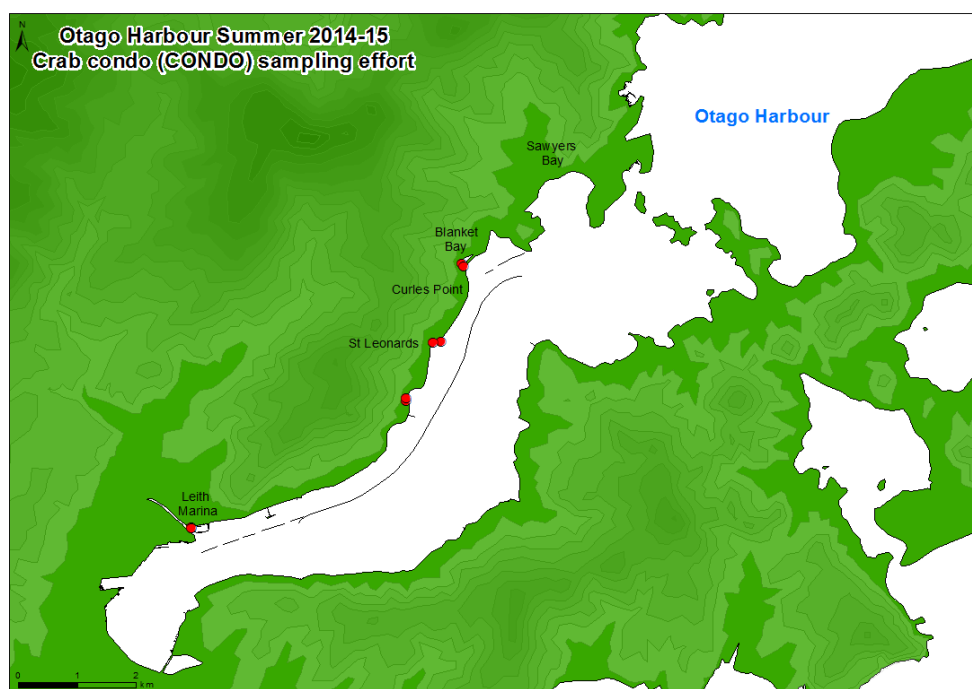 N
Otago Harbour Summer 2014-15
Crab condo (CONDO) sampling effort
Otago Harbour
Sawyers
Bay
Blanket
Bay
Curles Point
St Leonards
Leith
Marina
0 1 2
km